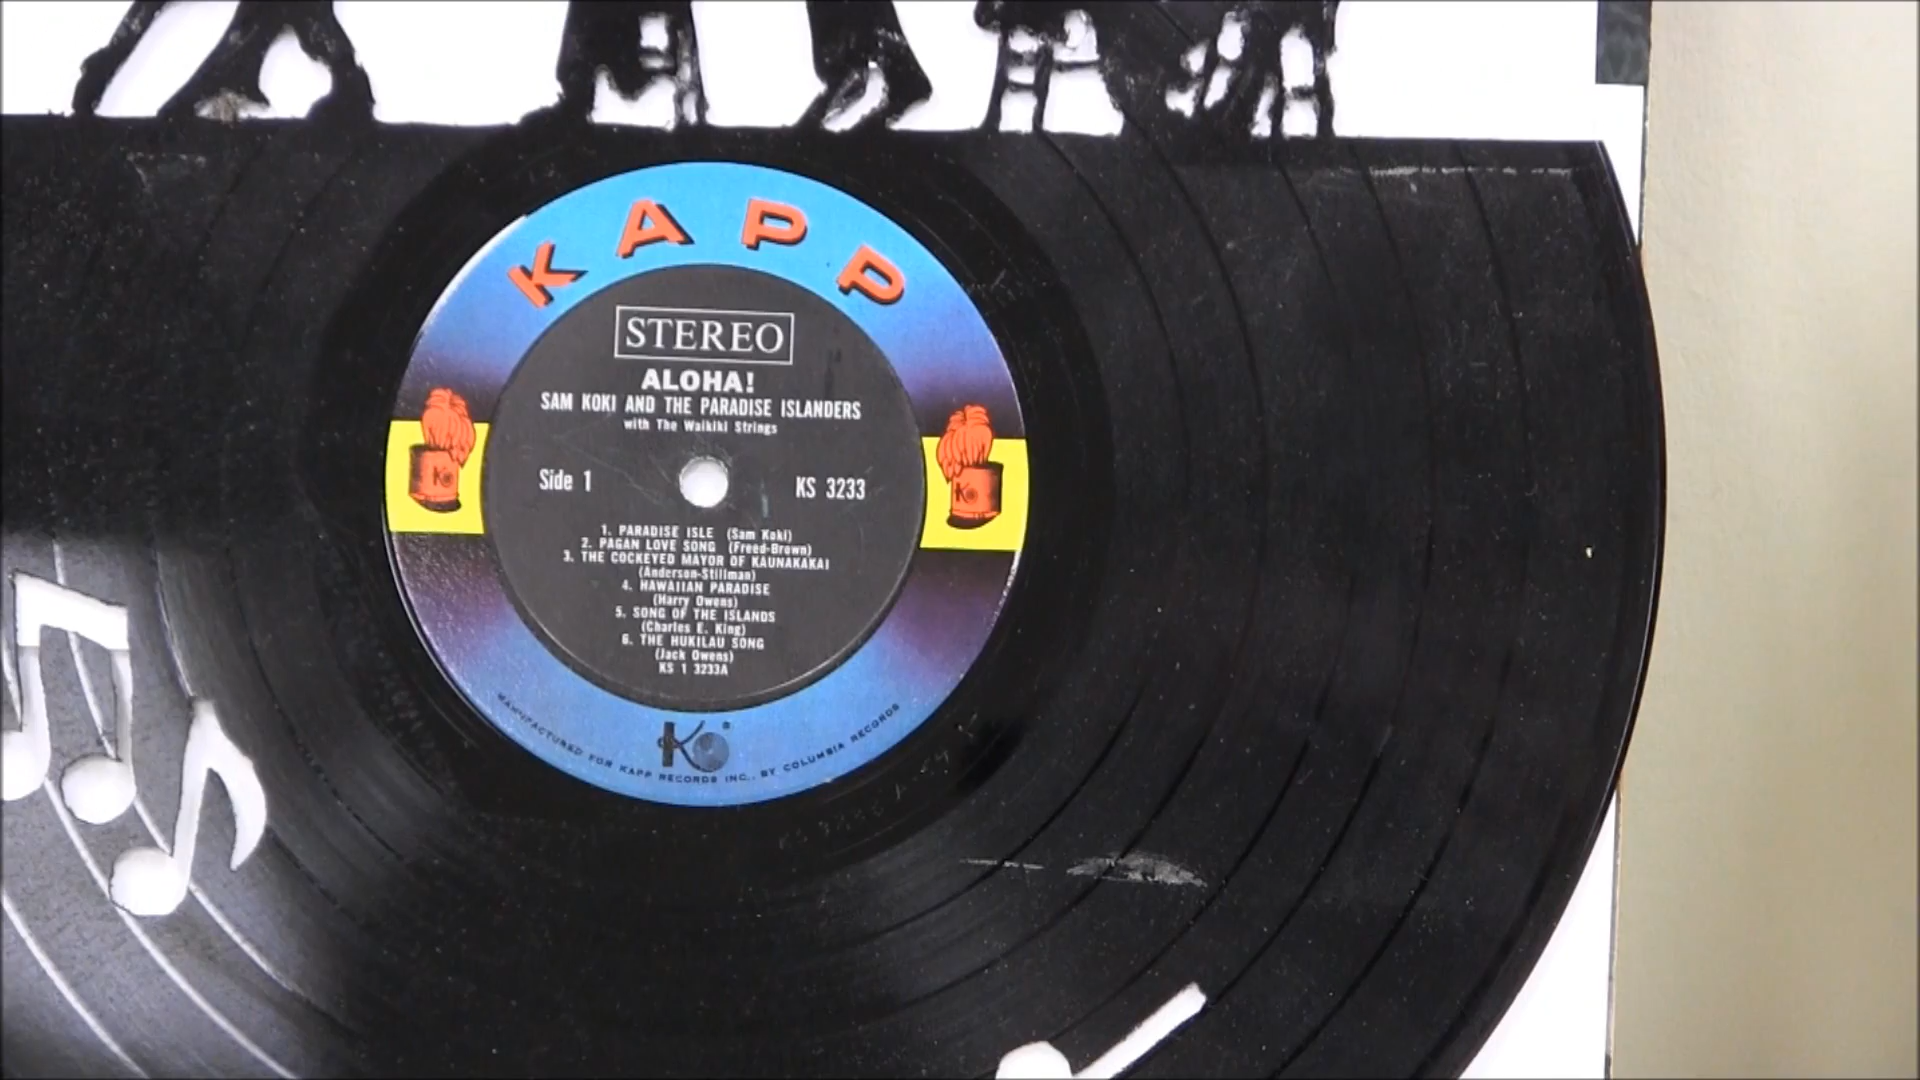 KAPP
STEREO
ALOHA!
SAM KOKI AND THE PARADISE ISLANDERS
with The Waikiki Strings
Side 1
KS 3233
1. PARADISE ISLE (Sam Koki)
2. PAGAN LOVE SONG (Freed-Brown)
3. THE COCKEYED MAYOR OF KAUNAKAKAI
(Anderson-Stillman)
4. HAWAIIAN PARADISE
(Harry Owens)
5. SONG OF THE ISLANDS
(Charles E. King)
6. THE HUKILAU SONG
(Jack Owens)
KS 1 3233A
K
K
K ®
MANUFACTURED FOR KAPP RECORDS INC., BY COLUMBIA RECORDS